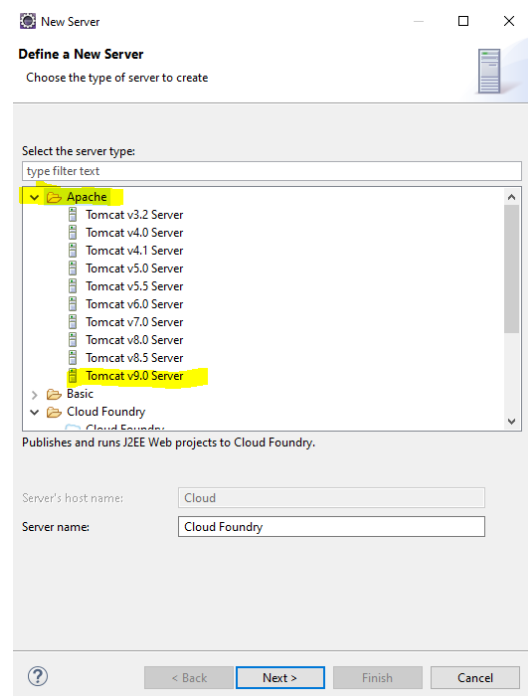 New Server
Define a New Server
Choose the type of server to create
Select the server type:
type filter text
Apache
Tomcat v3.2 Server
Tomcat v4.0 Server
Tomcat v4.1 Server
Tomcat v5.0 Server
Tomcat v5.5 Server
Tomcat v6.0 Server
Tomcat v7.0 Server
Tomcat v8.0 Server
Tomcat v8.5 Server
Tomcat v9.0 Server
Basic
Cloud Foundry
Cloud Foundry
Publishes and runs J2EE Web projects to Cloud Foundry.
Server's host name: Cloud
Server name: Cloud Foundry
? < Back Next > Finish Cancel